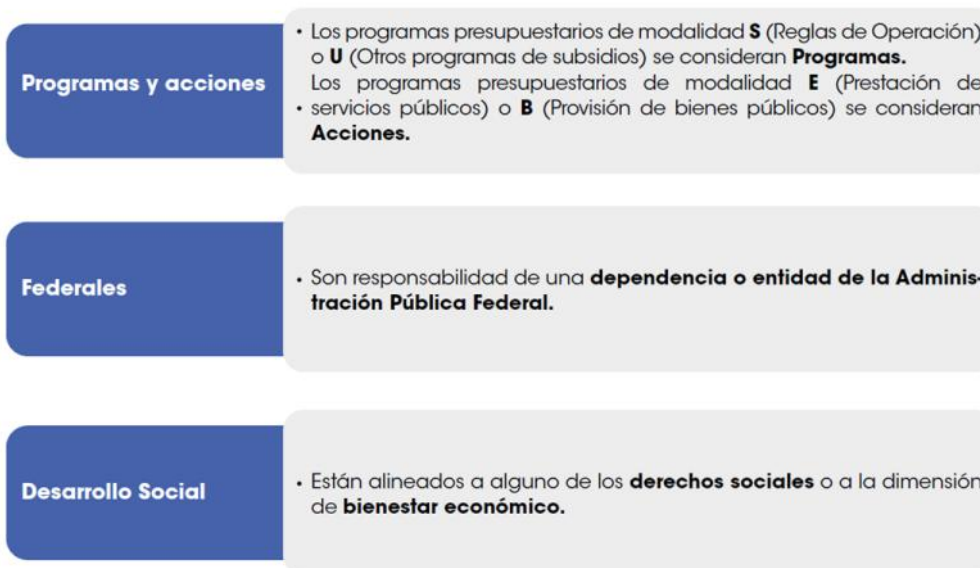 Programas y acciones
• Los programas presupuestarios de modalidad S (Reglas de Operación)
o U (Otros programas de subsidios) se consideran Programas.
Los programas presupuestarios de modalidad E (Prestación de
• servicios públicos) o B (Provisión de bienes públicos) se consideran
Acciones.
Federales
• Son responsabilidad de una dependencia o entidad de la Adminis-
tración Pública Federal.
Desarrollo Social
• Están alineados a alguno de los derechos sociales o a la dimensión
de bienestar económico.